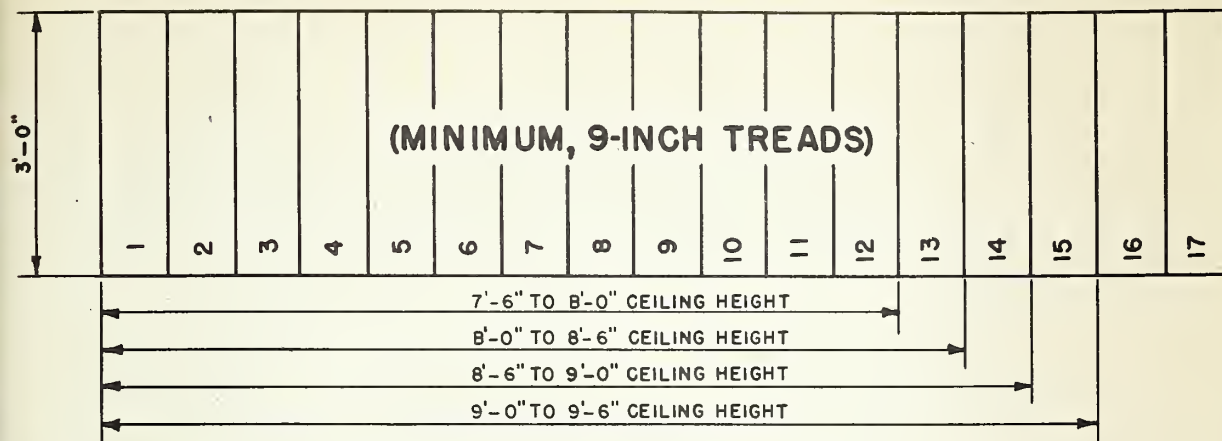 3'-0"
(MINIMUM, 9-INCH TREADS)
1 2 3 4 5 6 7 8 9 10 11 12 13 14 15 16 17
7'-6" TO 8'-0" CEILING HEIGHT
8'-0" TO 8'-6" CEILING HEIGHT
8'-6" TO 9'-0" CEILING HEIGHT
9'-0" TO 9'-6" CEILING HEIGHT